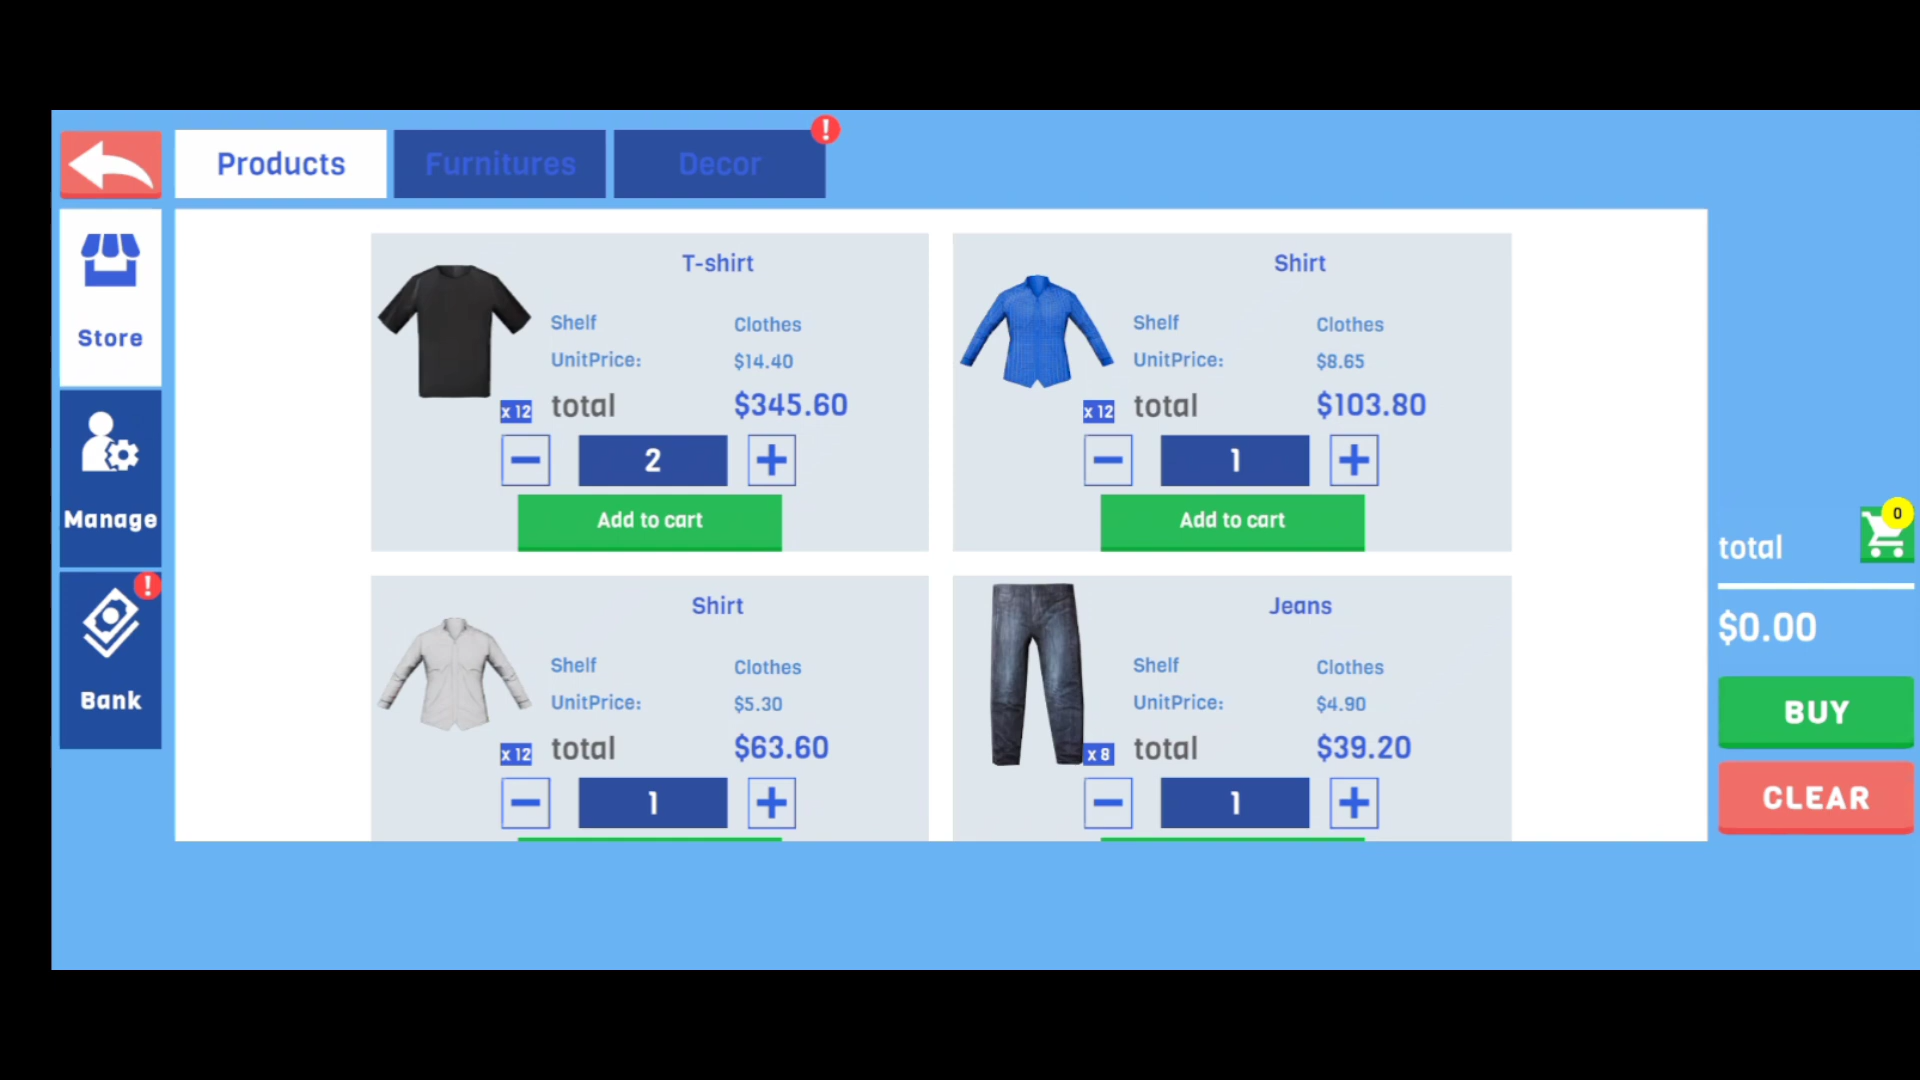 Products
Furnitures
Decor
!
Store
Manage
!
Bank
T-shirt
Shelf
Clothes
UnitPrice:
$14.40
x 12
total
$345.60
2
Add to cart
Shirt
Shelf
Clothes
UnitPrice:
$8.65
x 12
total
$103.80
1
Add to cart
Shirt
Shelf
Clothes
UnitPrice:
$5.30
x 12
total
$63.60
1
Jeans
Shelf
Clothes
UnitPrice:
$4.90
x 8
total
$39.20
1
total
0
$0.00
BUY
CLEAR